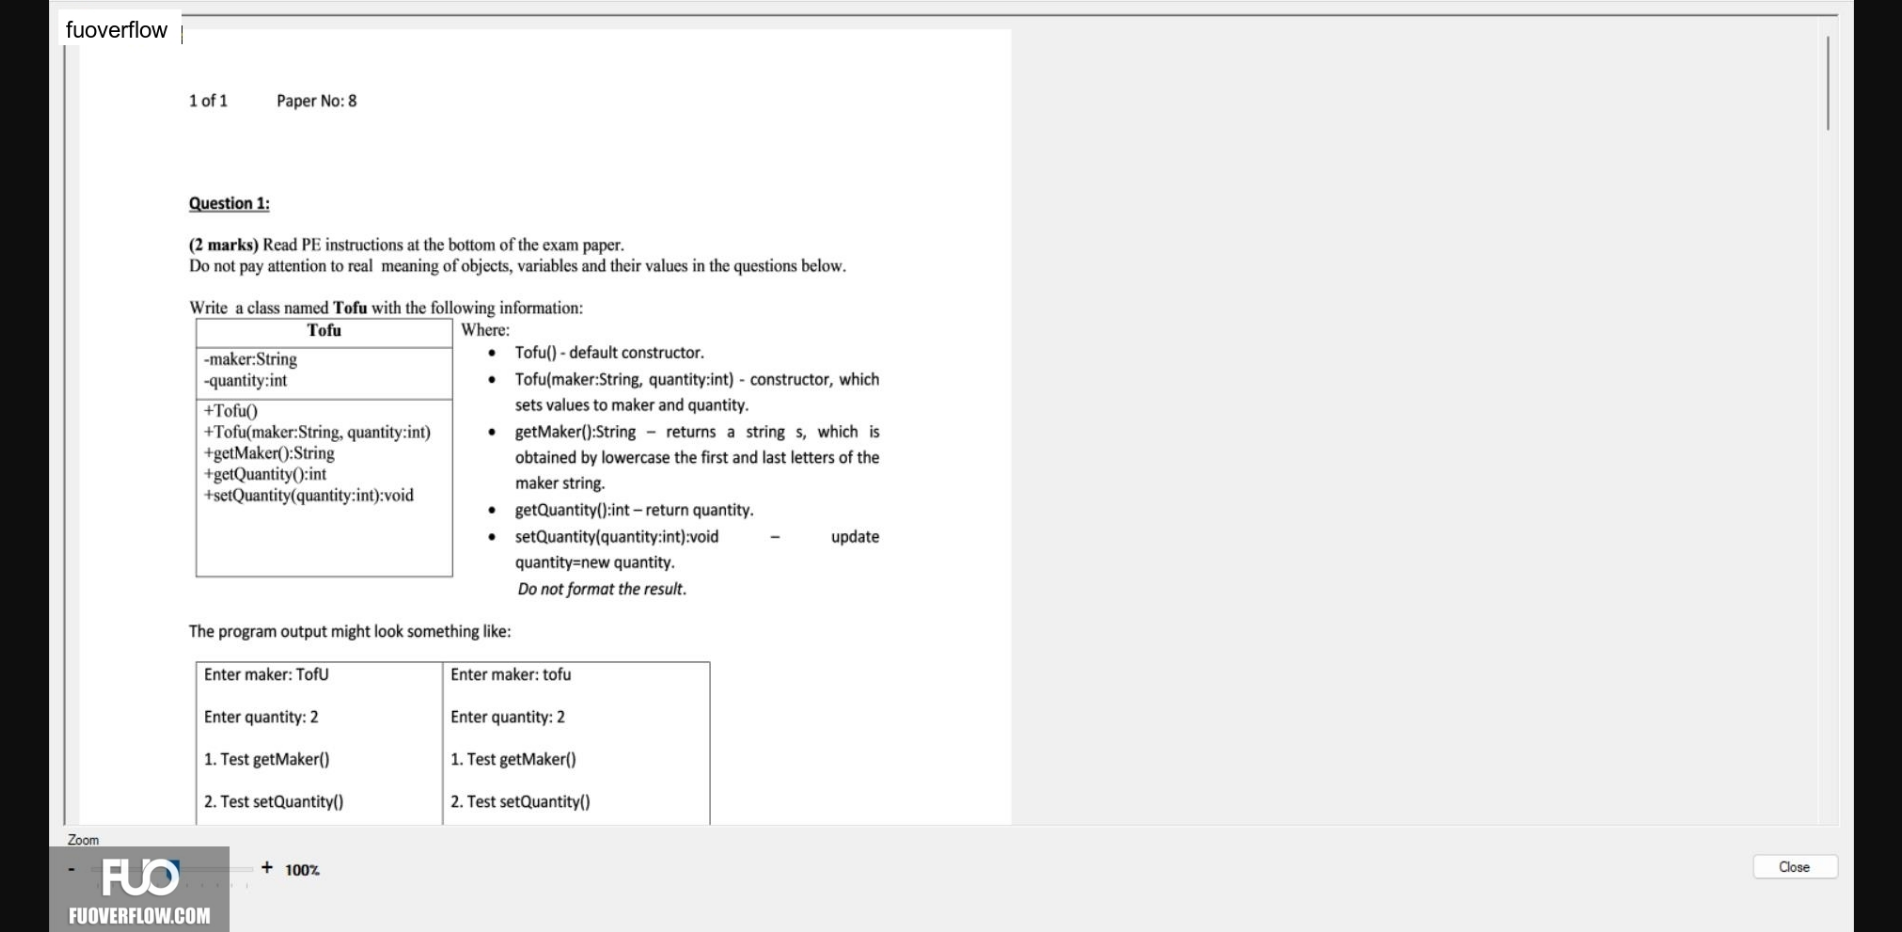 fuoverflow
1 of 1 Paper No: 8
Question 1:
(2 marks) Read PE instructions at the bottom of the exam paper.
Do not pay attention to real meaning of objects, variables and their values in the questions below.
Write a class named Tofu with the following information:
Tofu
-maker:String
-quantity:int
+Tofu()
+Tofu(maker:String, quantity:int)
+getMaker():String
+getQuantity():int
+setQuantity(quantity:int):void
Where:
• Tofu() - default constructor.
• Tofu(maker:String, quantity:int) - constructor, which
sets values to maker and quantity.
• getMaker():String – returns a string s, which is
obtained by lowercase the first and last letters of the
maker string.
• getQuantity():int – return quantity.
• setQuantity(quantity:int):void – update
quantity=new quantity.
Do not format the result.
The program output might look something like:
Enter maker: TofU
Enter quantity: 2
1. Test getMaker()
2. Test setQuantity()
Enter maker: tofu
Enter quantity: 2
1. Test getMaker()
2. Test setQuantity()
Zoom
- + 100%
Close
FUO
FUOVERFLOW.COM